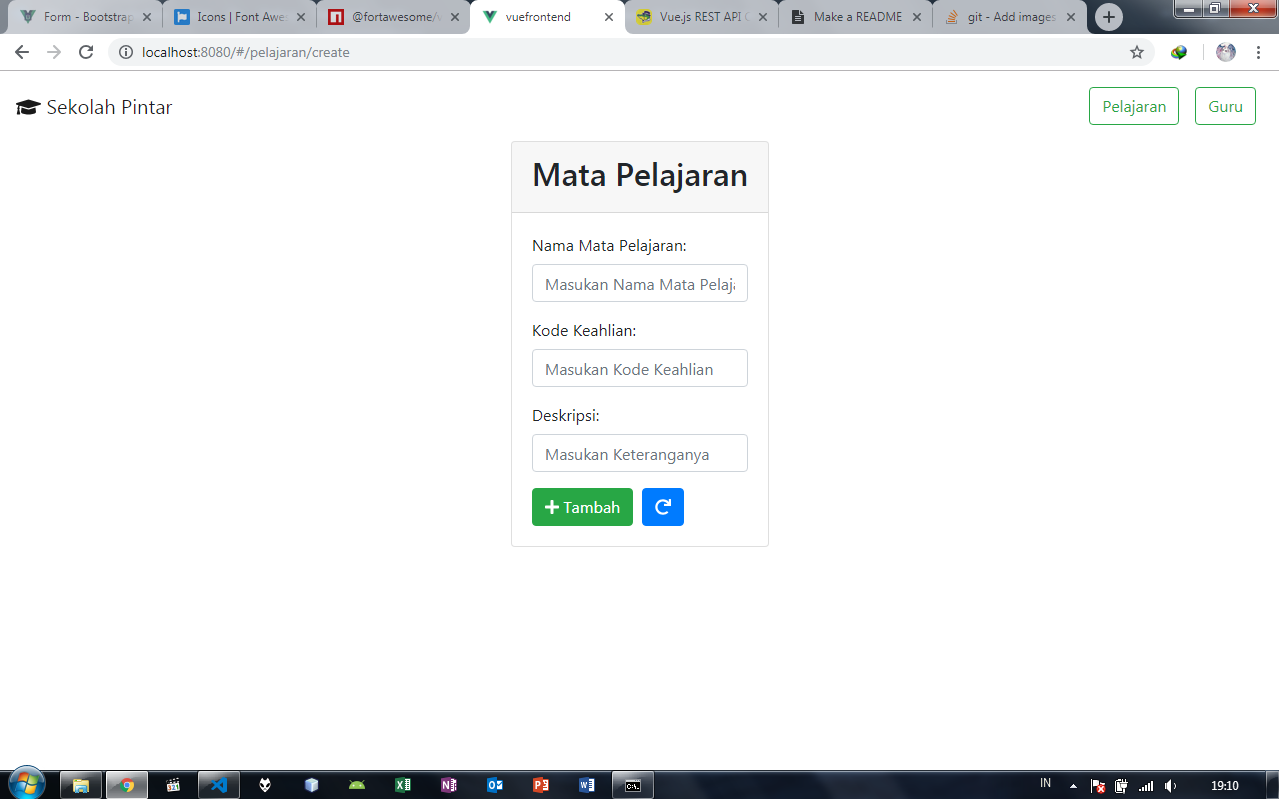 Form - Bootstrap
Icons | Font Awes
@fortawesome/v
vuefrontend
Vue.js REST API C
Make a README
git - Add images
localhost:8080/#/pelajaran/create
Sekolah Pintar
Pelajaran
Guru
Mata Pelajaran
Nama Mata Pelajaran:
Masukan Nama Mata Pelaja
Kode Keahlian:
Masukan Kode Keahlian
Deskripsi:
Masukan Keteranganya
Tambah
IN
19:10